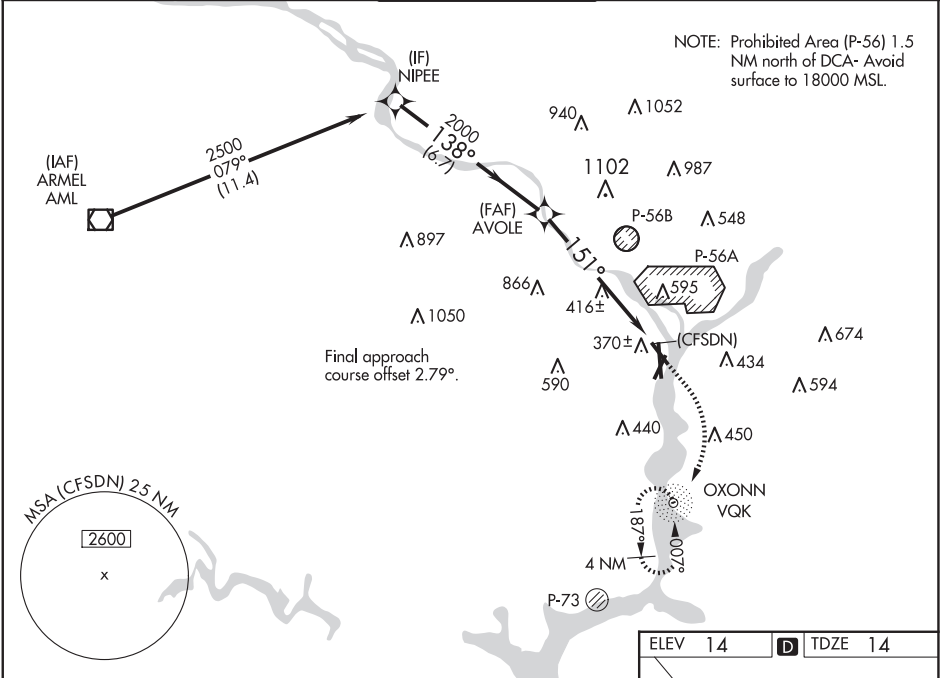 NOTE: Prohibited Area (P-56) 1.5
NM north of DCA- Avoid
surface to 18000 MSL.
(IF)
NIPEE
2000
138°
(6.7)
2500
079°
(11.4)
(IAF)
ARMEL
AML
940
1052
1102
987
(FAF)
AVOLE
P-56B
548
897
151°
P-56A
866
416±
595
1050
370±
(CFSDN)
674
Final approach
course offset 2.79°.
434
590
594
440
450
MSA (CFSDN) 25 NM
2600
x
OXONN
VQK
187°
007°
4 NM
P-73
ELEV 14 D TDZE 14